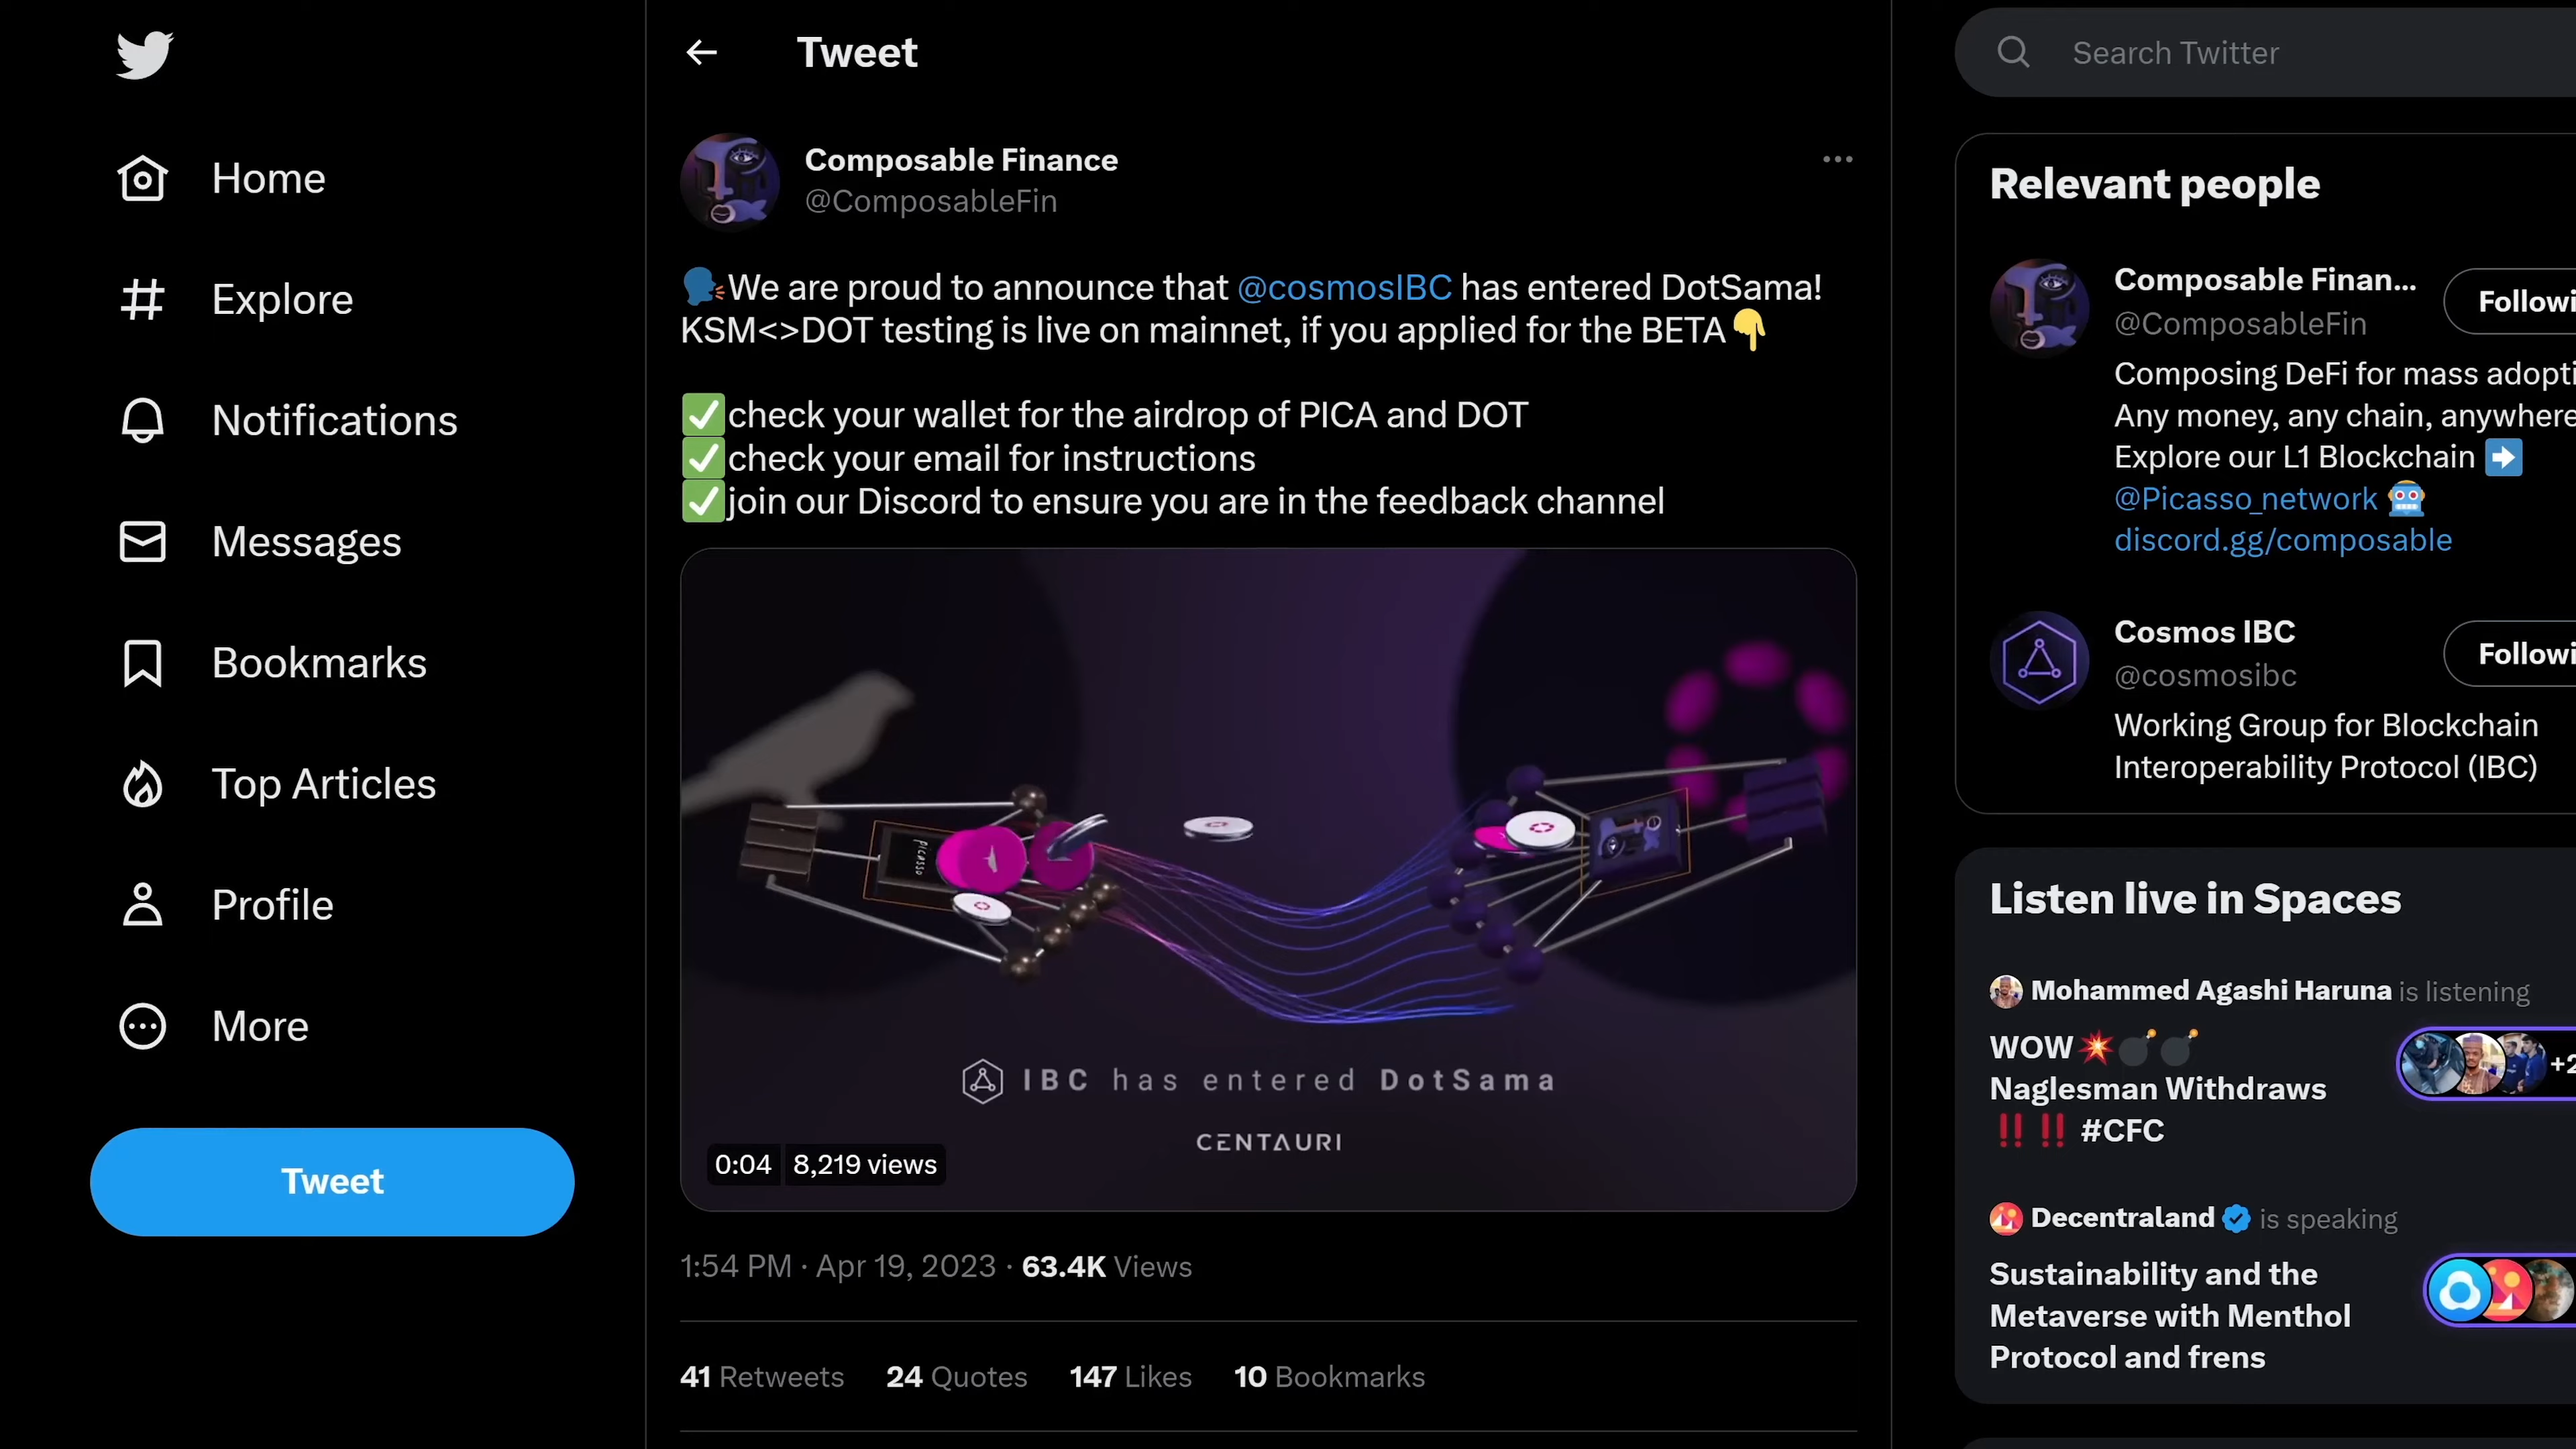 Home
Explore
Notifications
Messages
Bookmarks
Top Articles
Profile
More
Tweet
Tweet
Composable Finance
@ComposableFin
🗣️We are proud to announce that @cosmosIBC has entered DotSama!
KSM<>DOT testing is live on mainnet, if you applied for the BETA👇
✅check your wallet for the airdrop of PICA and DOT
✅check your email for instructions
✅join our Discord to ensure you are in the feedback channel
picasso
IBC has entered DotSama
CENTAURI
0:04 8,219 views
1:54 PM · Apr 19, 2023 · 63.4K Views
41 Retweets 24 Quotes 147 Likes 10 Bookmarks
Search Twitter
Relevant people
Composable Finan...
@ComposableFin
Followi
Composing DeFi for mass adopti
Any money, any chain, anywhere
Explore our L1 Blockchain ➡️
@Picasso_network 🤖
discord.gg/composable
Cosmos IBC
@cosmosibc
Followi
Working Group for Blockchain
Interoperability Protocol (IBC)
Listen live in Spaces
Mohammed Agashi Haruna is listening
WOW💥💣💣
Naglesman Withdraws
‼️‼️ #CFC
+2
Decentraland is speaking
Sustainability and the
Metaverse with Menthol
Protocol and frens